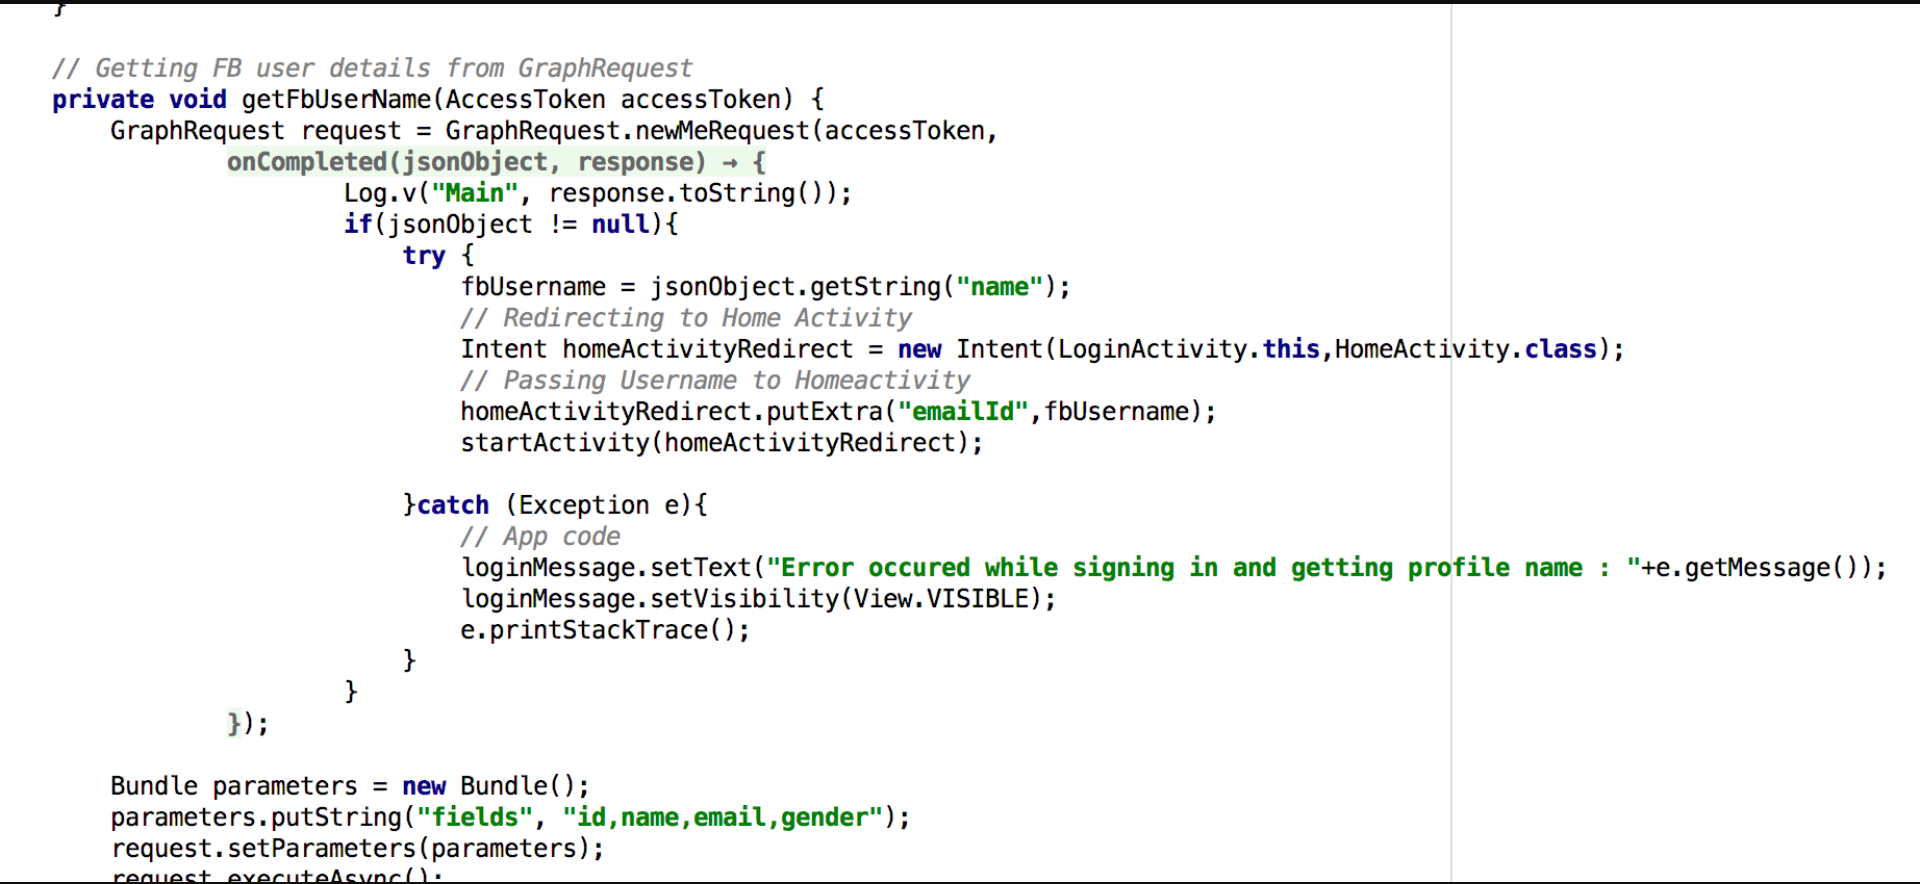 }
// Getting FB user details from GraphRequest
private void getFbUserName(AccessToken accessToken) {
GraphRequest request = GraphRequest.newMeRequest(accessToken,
onCompleted(jsonObject, response) → {
Log.v("Main", response.toString());
if(jsonObject != null){
try {
fbUsername = jsonObject.getString("name");
// Redirecting to Home Activity
Intent homeActivityRedirect = new Intent(LoginActivity.this,HomeActivity.class);
// Passing Username to Homeactivity
homeActivityRedirect.putExtra("emailId",fbUsername);
startActivity(homeActivityRedirect);
}catch (Exception e){
// App code
loginMessage.setText("Error occured while signing in and getting profile name : "+e.getMessage());
loginMessage.setVisibility(View.VISIBLE);
e.printStackTrace();
}
}
});
Bundle parameters = new Bundle();
parameters.putString("fields", "id,name,email,gender");
request.setParameters(parameters);
request.executeAsync();